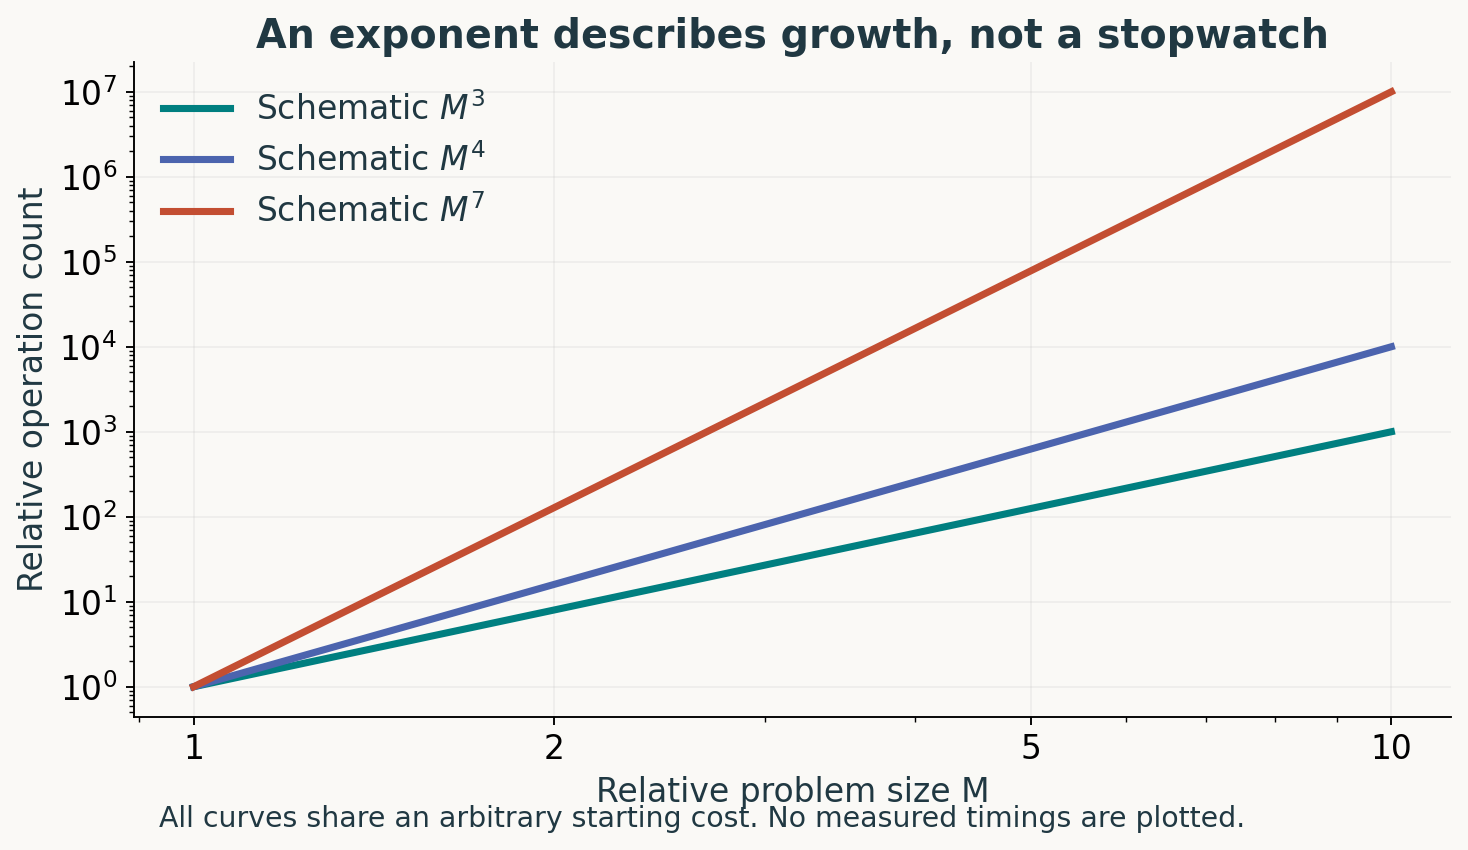 An exponent describes growth, not a stopwatch
Schematic M³
Schematic M⁴
Schematic M⁷
Relative operation count
10⁷
10⁶
10⁵
10⁴
10³
10²
10¹
10⁰
1 2 5 10
Relative problem size M
All curves share an arbitrary starting cost. No measured timings are plotted.